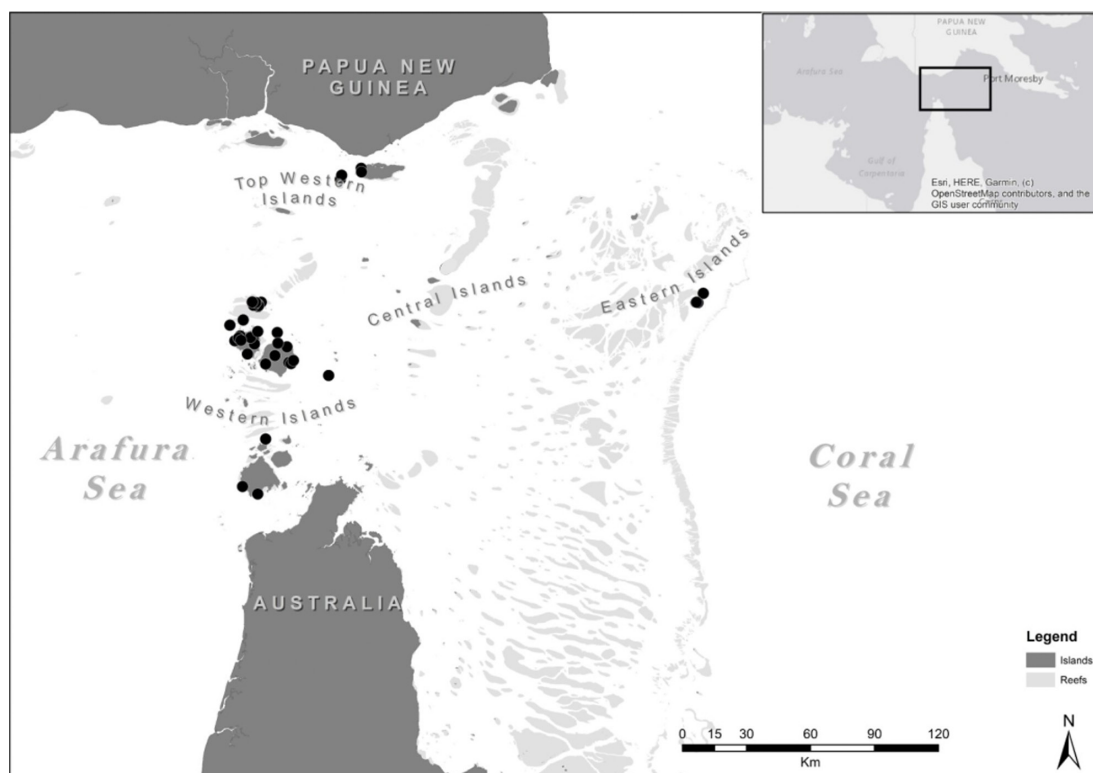 PAPUA NEW
GUINEA
Top Western
Islands
Central Islands
Eastern Islands
Western Islands
Arafura
Sea
Coral
Sea
AUSTRALIA
PAPUA NEW
GUINEA
Arafura Sea
Port Moresby
Gulf of
Carpentaria
Esri, HERE, Garmin, (c)
OpenStreetMap contributors, and the
GIS user community
Legend
Islands
Reefs
N
0 15 30 60 90 120
Km